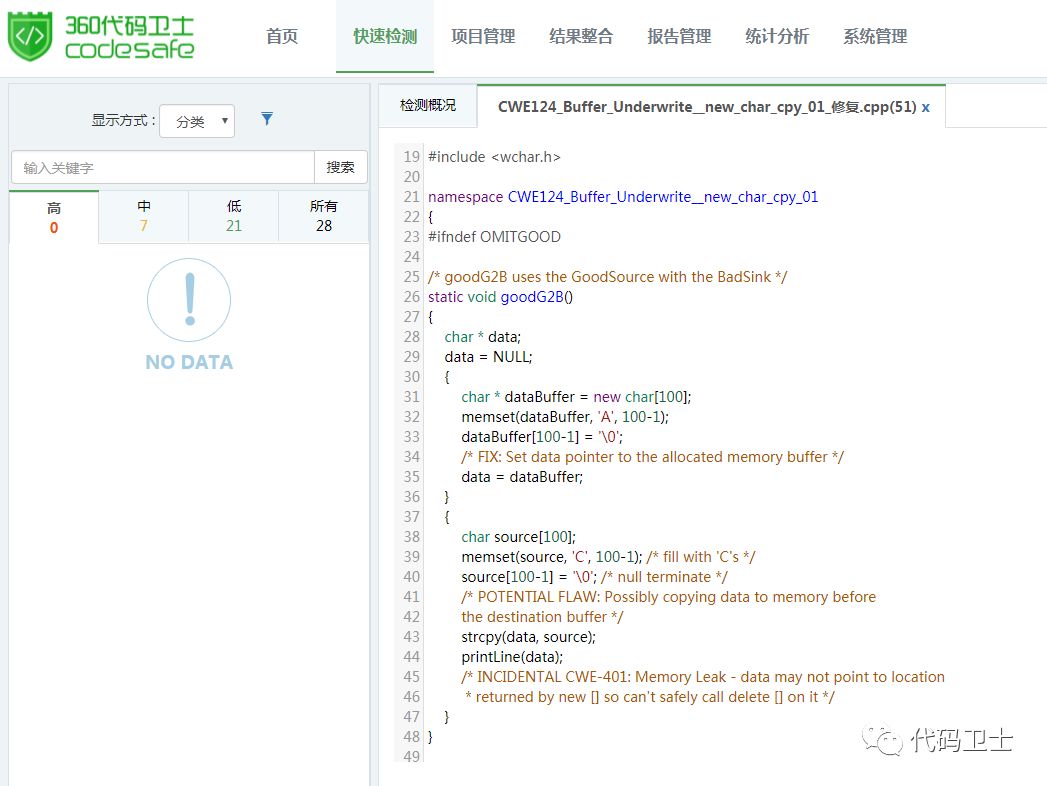 360代码卫士
codesafe
首页 快速检测 项目管理 结果整合 报告管理 统计分析 系统管理
显示方式: 分类
输入关键字 搜索
高 中 低 所有
0 7 21 28
NO DATA
检测概况 CWE124_Buffer_Underwrite__new_char_cpy_01_修复.cpp(51) x
19 #include <wchar.h>
20
21 namespace CWE124_Buffer_Underwrite__new_char_cpy_01
22 {
23 #ifndef OMITGOOD
24
25 /* goodG2B uses the GoodSource with the BadSink */
26 static void goodG2B()
27 {
28 char * data;
29 data = NULL;
30 {
31 char * dataBuffer = new char[100];
32 memset(dataBuffer, 'A', 100-1);
33 dataBuffer[100-1] = '\0';
34 /* FIX: Set data pointer to the allocated memory buffer */
35 data = dataBuffer;
36 }
37 {
38 char source[100];
39 memset(source, 'C', 100-1); /* fill with 'C's */
40 source[100-1] = '\0'; /* null terminate */
41 /* POTENTIAL FLAW: Possibly copying data to memory before
42 the destination buffer */
43 strcpy(data, source);
44 printLine(data);
45 /* INCIDENTAL CWE-401: Memory Leak - data may not point to location
46 * returned by new [] so can't safely call delete [] on it */
47 }
48 }
49
代码卫士